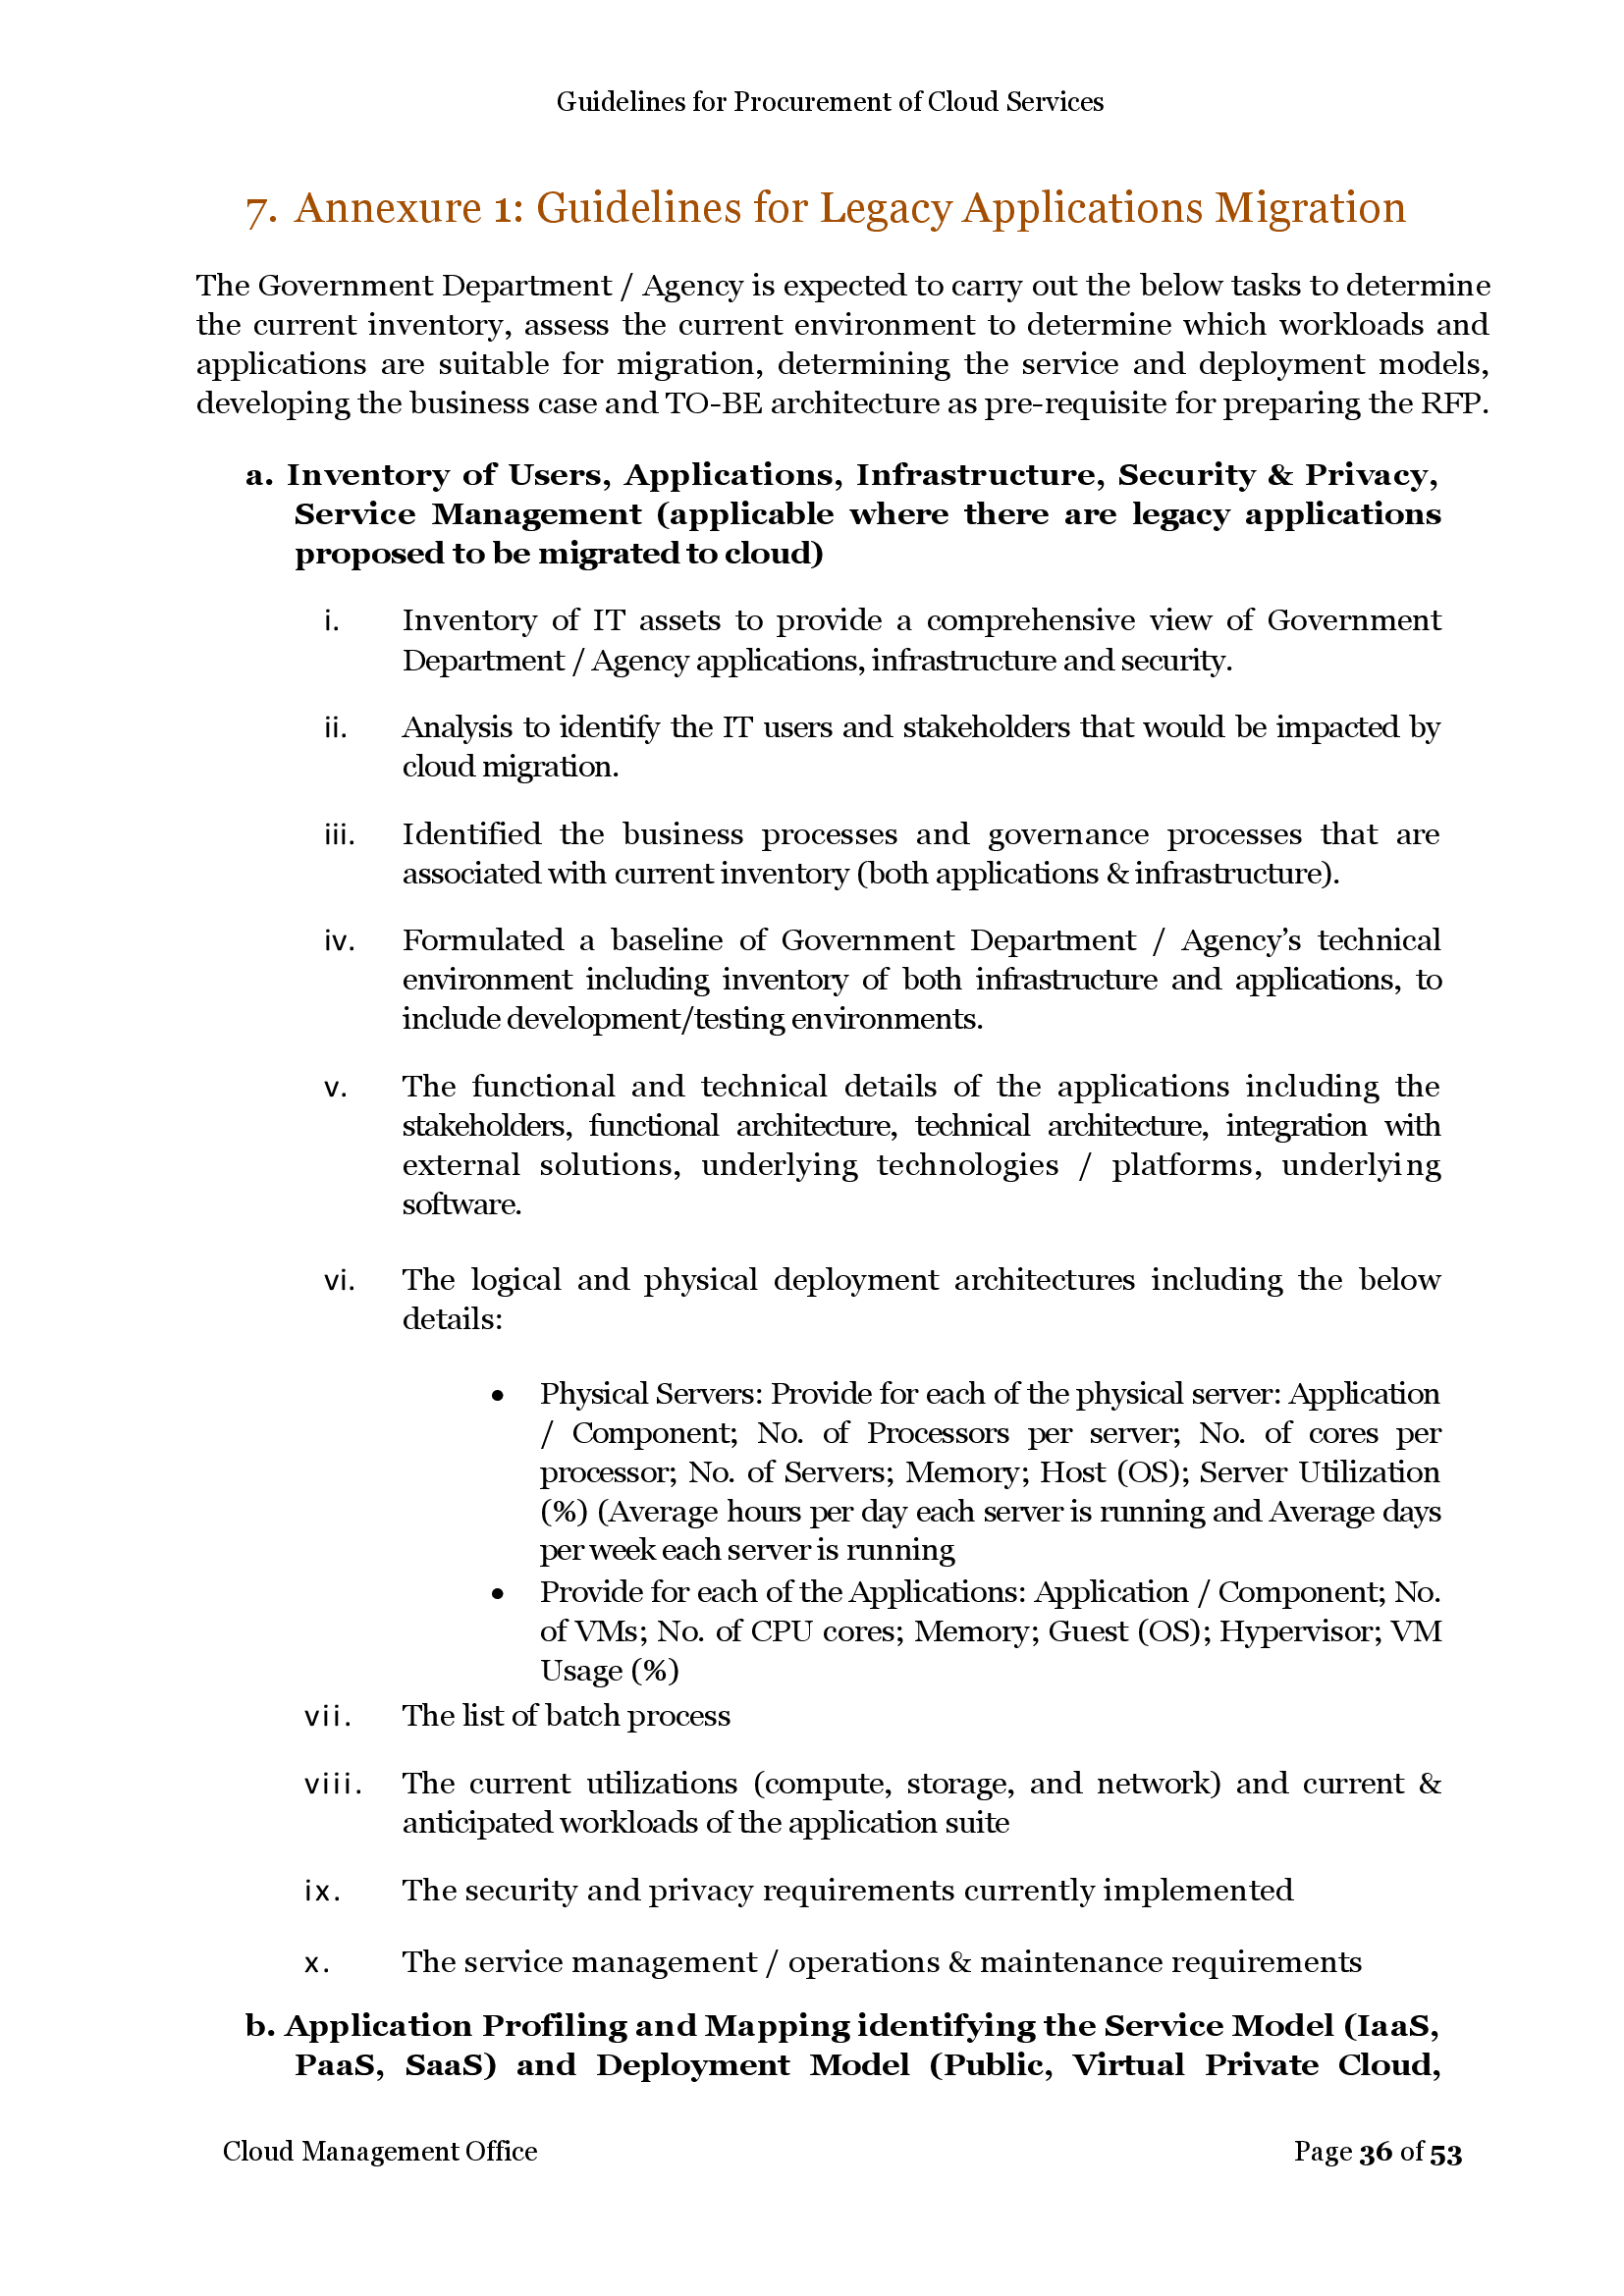 Guidelines for Procurement of Cloud Services
7. Annexure 1: Guidelines for Legacy Applications Migration
The Government Department / Agency is expected to carry out the below tasks to determine
the current inventory, assess the current environment to determine which workloads and
applications are suitable for migration, determining the service and deployment models,
developing the business case and TO-BE architecture as pre-requisite for preparing the RFP.
a. Inventory of Users, Applications, Infrastructure, Security & Privacy,
Service Management (applicable where there are legacy applications
proposed to be migrated to cloud)
i. Inventory of IT assets to provide a comprehensive view of Government
Department / Agency applications, infrastructure and security.
ii. Analysis to identify the IT users and stakeholders that would be impacted by
cloud migration.
iii. Identified the business processes and governance processes that are
associated with current inventory (both applications & infrastructure).
iv. Formulated a baseline of Government Department / Agency’s technical
environment including inventory of both infrastructure and applications, to
include development/testing environments.
v. The functional and technical details of the applications including the
stakeholders, functional architecture, technical architecture, integration with
external solutions, underlying technologies / platforms, underlying
software.
vi. The logical and physical deployment architectures including the below
details:
• Physical Servers: Provide for each of the physical server: Application
/ Component; No. of Processors per server; No. of cores per
processor; No. of Servers; Memory; Host (OS); Server Utilization
(%) (Average hours per day each server is running and Average days
per week each server is running
• Provide for each of the Applications: Application / Component; No.
of VMs; No. of CPU cores; Memory; Guest (OS); Hypervisor; VM
Usage (%)
vii. The list of batch process
viii. The current utilizations (compute, storage, and network) and current &
anticipated workloads of the application suite
ix. The security and privacy requirements currently implemented
x. The service management / operations & maintenance requirements
b. Application Profiling and Mapping identifying the Service Model (IaaS,
PaaS, SaaS) and Deployment Model (Public, Virtual Private Cloud,
Cloud Management Office
Page 36 of 53